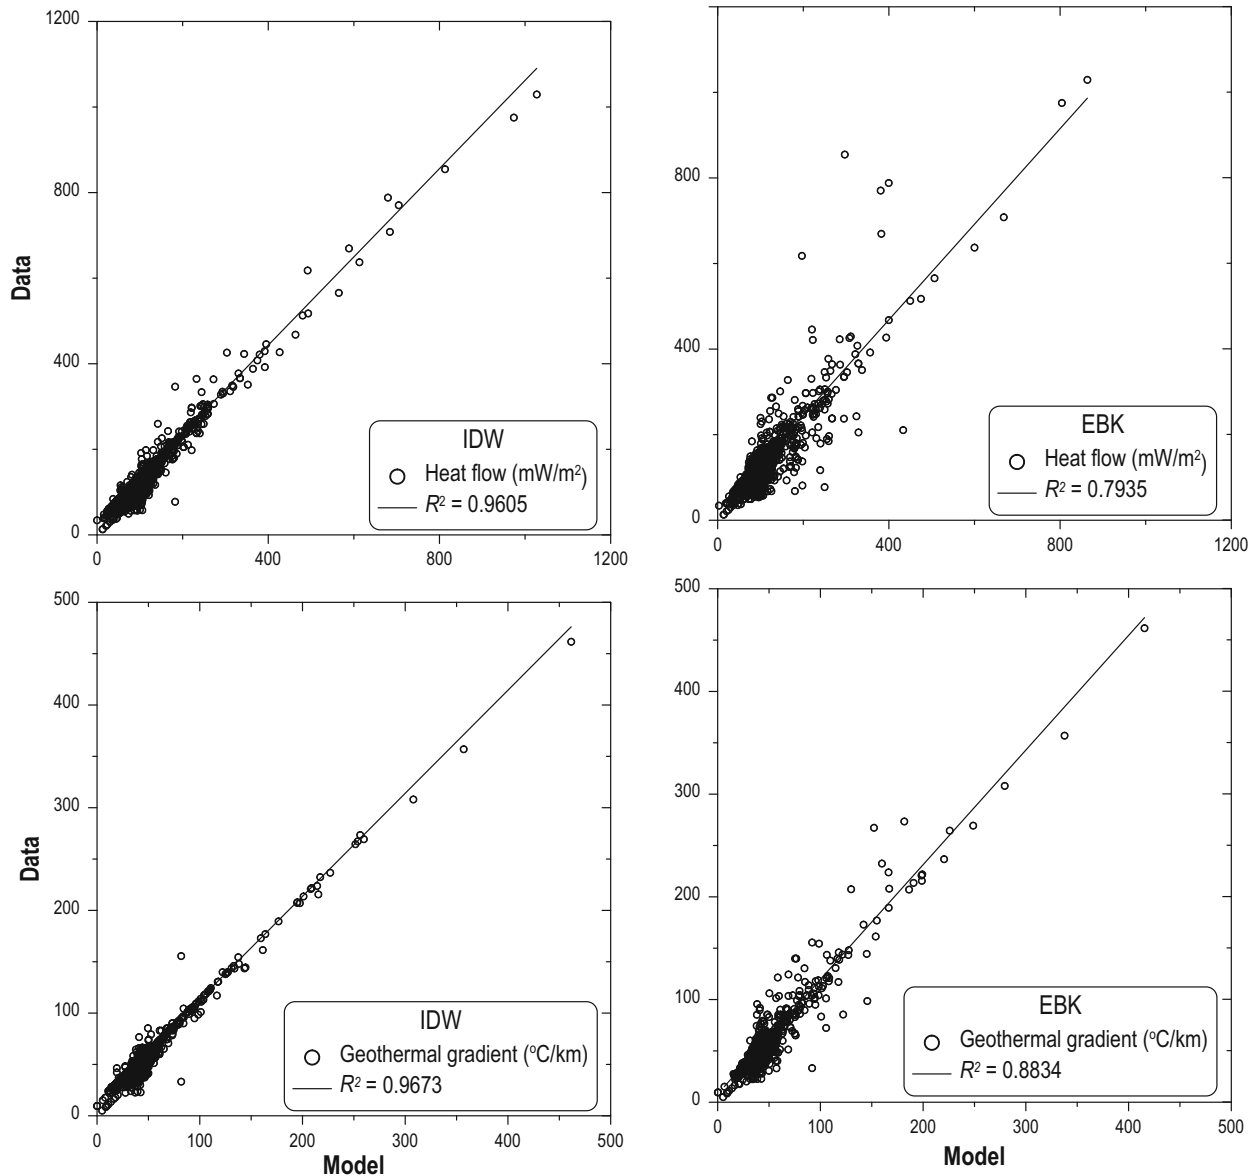 1200
800
400
0
Data
0
400
800
1200
IDW
Heat flow (mW/m²)
R² = 0.9605
800
400
0
0
400
800
1200
EBK
Heat flow (mW/m²)
R² = 0.7935
500
400
300
200
100
0
Data
0
100
200
300
400
500
Model
IDW
Geothermal gradient (°C/km)
R² = 0.9673
500
400
300
200
100
0
0
100
200
300
400
500
Model
EBK
Geothermal gradient (°C/km)
R² = 0.8834